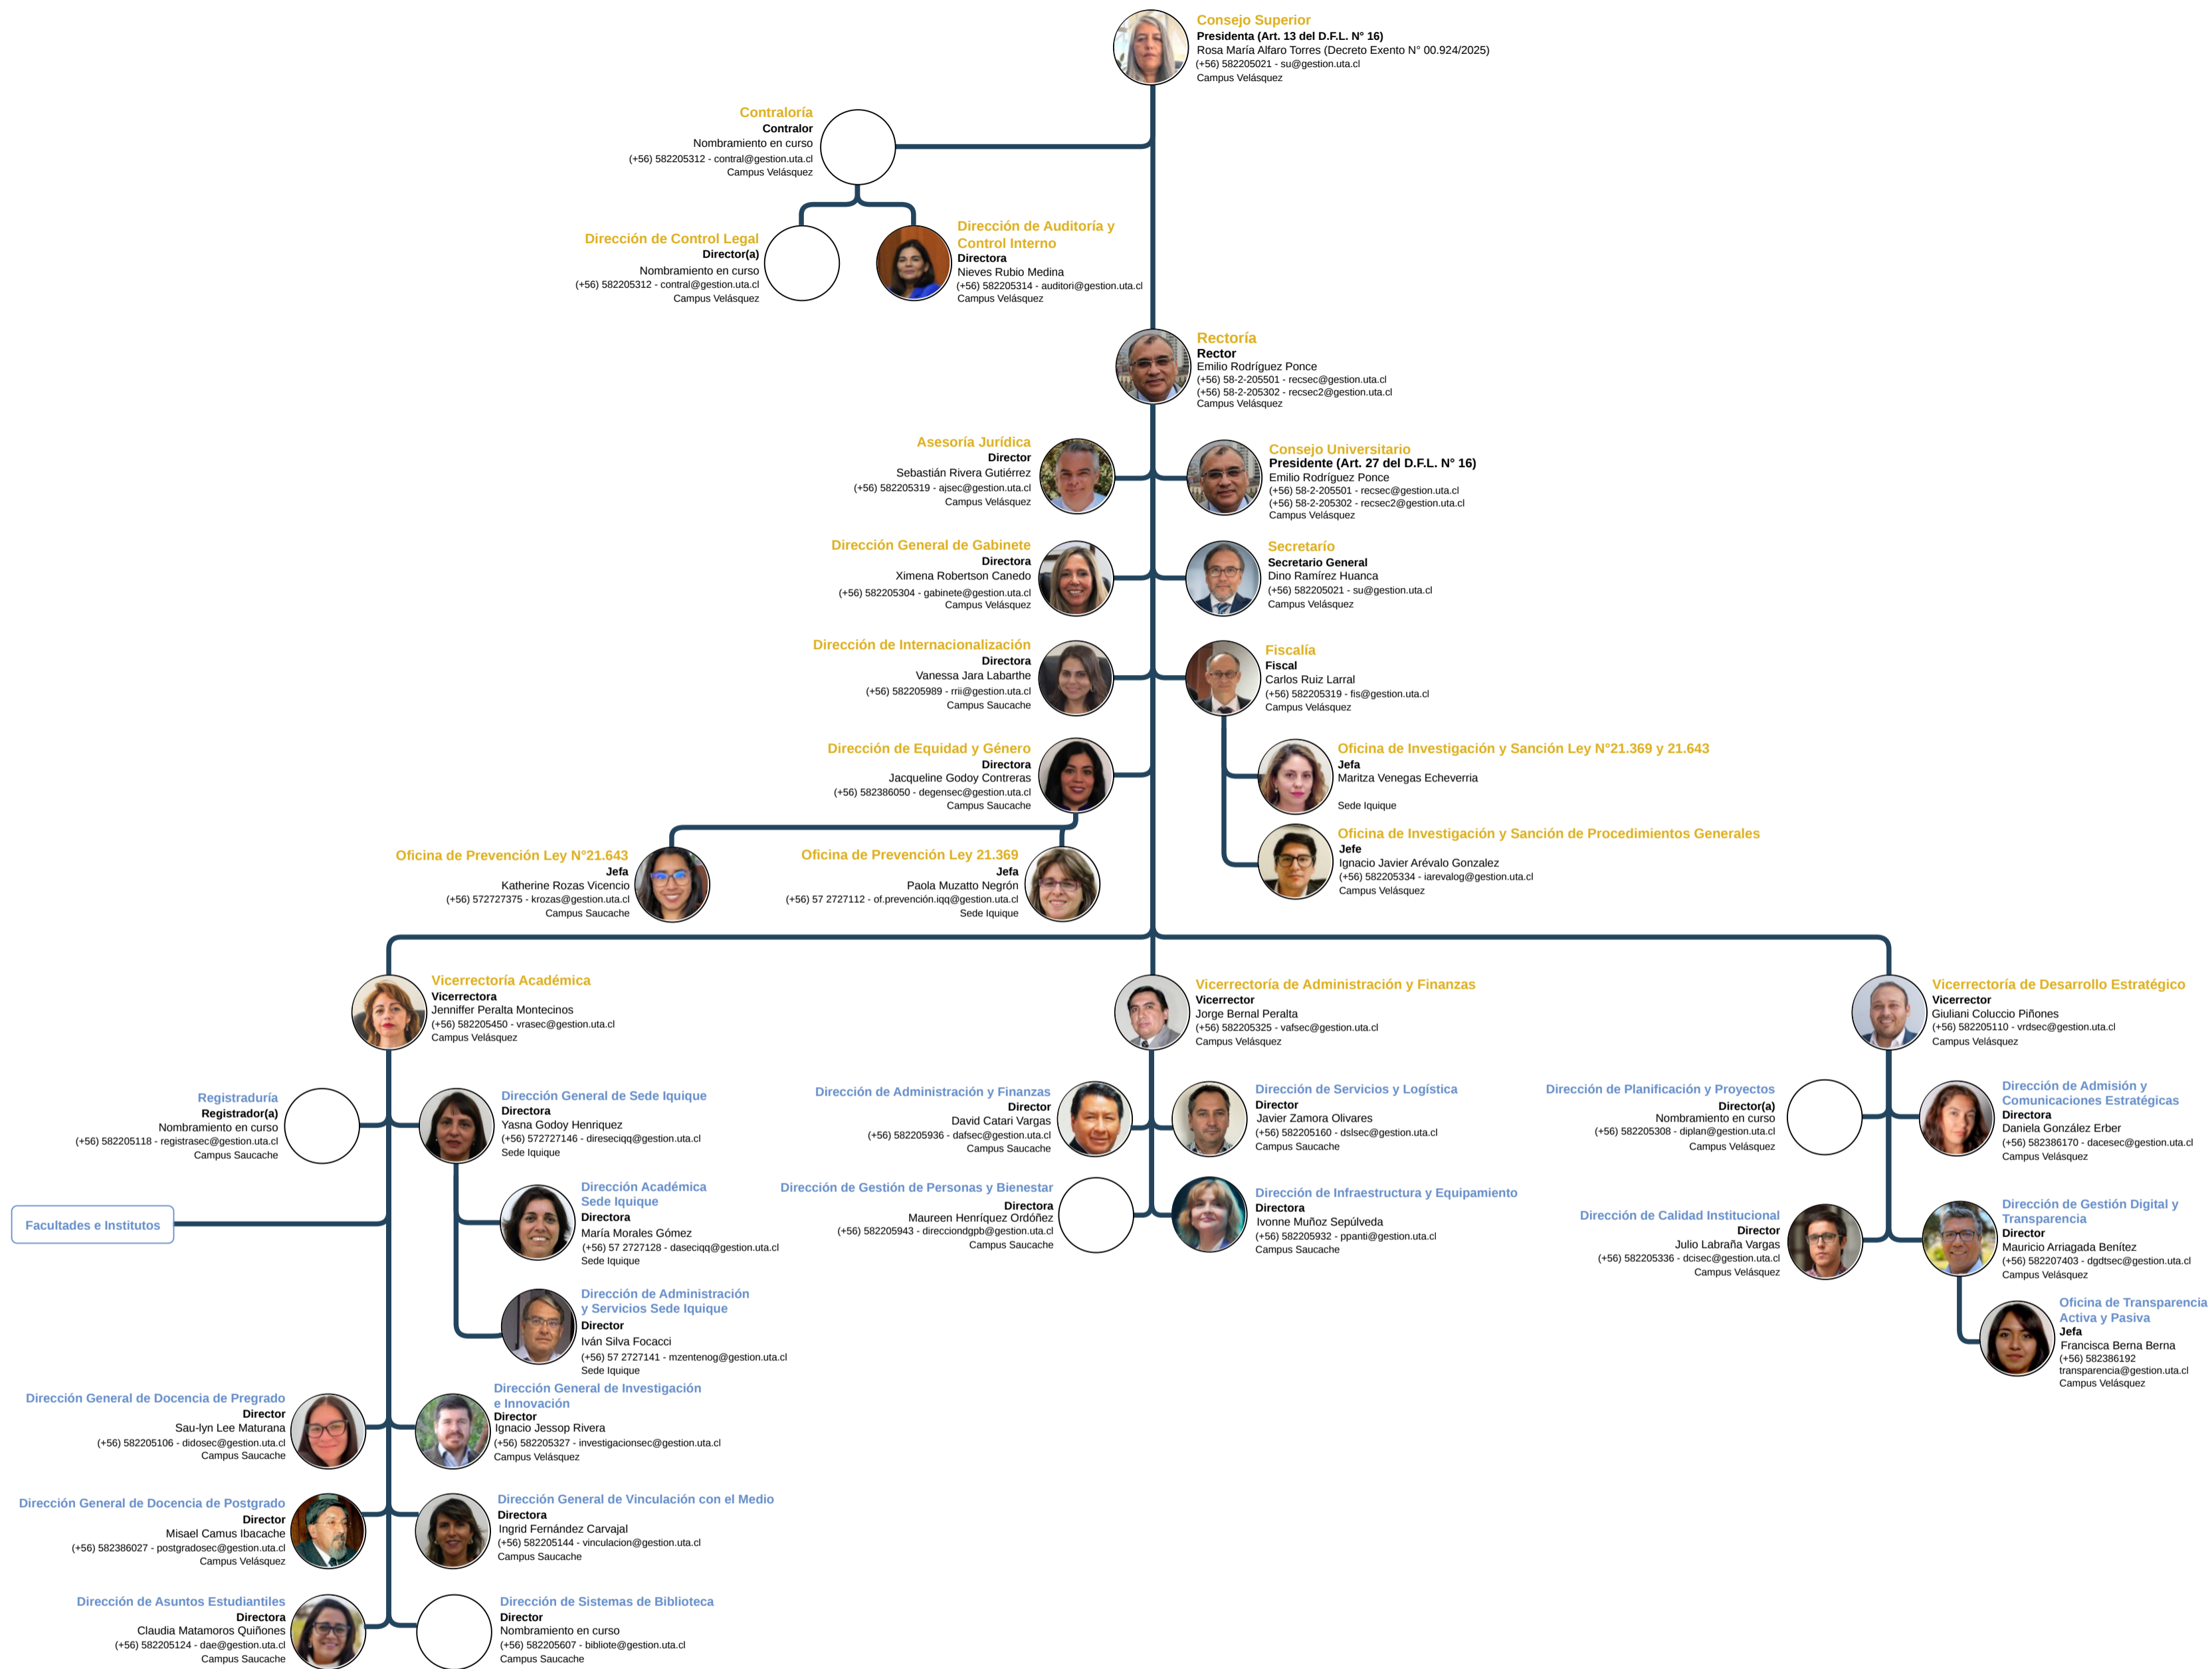 Consejo Superior
Presidenta (Art. 13 del D.F.L. N° 16)
Rosa María Alfaro Torres (Decreto Exento N° 00.924/2025)
(+56) 582205021 - su@gestion.uta.cl
Campus Velásquez
Contraloría
Contralor
Nombramiento en curso
(+56) 582205312 - contral@gestion.uta.cl
Campus Velásquez
Dirección de Control Legal
Director(a)
Nombramiento en curso
(+56) 582205312 - contral@gestion.uta.cl
Campus Velásquez
Dirección de Auditoría y
Control Interno
Directora
Nieves Rubio Medina
(+56) 582205314 - auditori@gestion.uta.cl
Campus Velásquez
Rectoría
Rector
Emilio Rodríguez Ponce
(+56) 58-2-205501 - recsec@gestion.uta.cl
(+56) 58-2-205302 - recsec2@gestion.uta.cl
Campus Velásquez
Asesoría Jurídica
Director
Sebastián Rivera Gutiérrez
(+56) 582205319 - ajsec@gestion.uta.cl
Campus Velásquez
Consejo Universitario
Presidente (Art. 27 del D.F.L. N° 16)
Emilio Rodríguez Ponce
(+56) 58-2-205501 - recsec@gestion.uta.cl
(+56) 58-2-205302 - recsec2@gestion.uta.cl
Campus Velásquez
Dirección General de Gabinete
Directora
Ximena Robertson Canedo
(+56) 582205304 - gabinete@gestion.uta.cl
Campus Velásquez
Secretarío
Secretario General
Dino Ramírez Huanca
(+56) 582205021 - su@gestion.uta.cl
Campus Velásquez
Dirección de Internacionalización
Directora
Vanessa Jara Labarthe
(+56) 582205989 - rrii@gestion.uta.cl
Campus Saucache
Fiscalía
Fiscal
Carlos Ruiz Larral
(+56) 582205319 - fis@gestion.uta.cl
Campus Velásquez
Dirección de Equidad y Género
Directora
Jacqueline Godoy Contreras
(+56) 582386050 - degensec@gestion.uta.cl
Campus Saucache
Oficina de Investigación y Sanción Ley N°21.369 y 21.643
Jefa
Maritza Venegas Echeverria
Sede Iquique
Oficina de Investigación y Sanción de Procedimientos Generales
Jefe
Ignacio Javier Arévalo Gonzalez
(+56) 582205334 - iarevalog@gestion.uta.cl
Campus Velásquez
Oficina de Prevención Ley N°21.643
Jefa
Katherine Rozas Vicencio
(+56) 572727375 - krozas@gestion.uta.cl
Campus Saucache
Oficina de Prevención Ley 21.369
Jefa
Paola Muzatto Negrón
(+56) 57 2727112 - of.prevención.iqq@gestion.uta.cl
Sede Iquique
Vicerrectoría Académica
Vicerrectora
Jenniffer Peralta Montecinos
(+56) 582205450 - vrasec@gestion.uta.cl
Campus Velásquez
Vicerrectoría de Administración y Finanzas
Vicerrector
Jorge Bernal Peralta
(+56) 582205325 - vafsec@gestion.uta.cl
Campus Velásquez
Vicerrectoría de Desarrollo Estratégico
Vicerrector
Giuliani Coluccio Piñones
(+56) 582205110 - vrdsec@gestion.uta.cl
Campus Velásquez
Registraduría
Registrador(a)
Nombramiento en curso
(+56) 582205118 - registrasec@gestion.uta.cl
Campus Saucache
Dirección General de Sede Iquique
Directora
Yasna Godoy Henriquez
(+56) 572727146 - direseciqq@gestion.uta.cl
Sede Iquique
Dirección de Administración y Finanzas
Director
David Catari Vargas
(+56) 582205936 - dafsec@gestion.uta.cl
Campus Saucache
Dirección de Servicios y Logística
Director
Javier Zamora Olivares
(+56) 582205160 - dslsec@gestion.uta.cl
Campus Saucache
Dirección de Planificación y Proyectos
Director(a)
Nombramiento en curso
(+56) 582205308 - diplan@gestion.uta.cl
Campus Velásquez
Dirección de Admisión y
Comunicaciones Estratégicas
Directora
Daniela González Erber
(+56) 582386170 - dacesec@gestion.uta.cl
Campus Velásquez
Facultades e Institutos
Dirección Académica
Sede Iquique
Directora
María Morales Gómez
(+56) 57 2727128 - daseciqq@gestion.uta.cl
Sede Iquique
Dirección de Gestión de Personas y Bienestar
Directora
Maureen Henríquez Ordóñez
(+56) 582205943 - direcciondgpb@gestion.uta.cl
Campus Saucache
Dirección de Infraestructura y Equipamiento
Directora
Ivonne Muñoz Sepúlveda
(+56) 582205932 - ppanti@gestion.uta.cl
Campus Saucache
Dirección de Calidad Institucional
Director
Julio Labraña Vargas
(+56) 582205336 - dcisec@gestion.uta.cl
Campus Velásquez
Dirección de Gestión Digital y
Transparencia
Director
Mauricio Arriagada Benítez
(+56) 582207403 - dgdtsec@gestion.uta.cl
Campus Velásquez
Dirección de Administración
y Servicios Sede Iquique
Director
Iván Silva Focacci
(+56) 57 2727141 - mzentenog@gestion.uta.cl
Sede Iquique
Oficina de Transparencia
Activa y Pasiva
Jefa
Francisca Berna Berna
(+56) 582386192
transparencia@gestion.uta.cl
Campus Velásquez
Dirección General de Docencia de Pregrado
Director
Sau-lyn Lee Maturana
(+56) 582205106 - didosec@gestion.uta.cl
Campus Saucache
Dirección General de Investigación
e Innovación
Director
Ignacio Jessop Rivera
(+56) 582205327 - investigacionsec@gestion.uta.cl
Campus Velásquez
Dirección General de Docencia de Postgrado
Director
Misael Camus Ibacache
(+56) 582386027 - postgradosec@gestion.uta.cl
Campus Velásquez
Dirección General de Vinculación con el Medio
Directora
Ingrid Fernández Carvajal
(+56) 582205144 - vinculacion@gestion.uta.cl
Campus Saucache
Dirección de Asuntos Estudiantiles
Directora
Claudia Matamoros Quiñones
(+56) 582205124 - dae@gestion.uta.cl
Campus Saucache
Dirección de Sistemas de Biblioteca
Director
Nombramiento en curso
(+56) 582205607 - bibliote@gestion.uta.cl
Campus Saucache